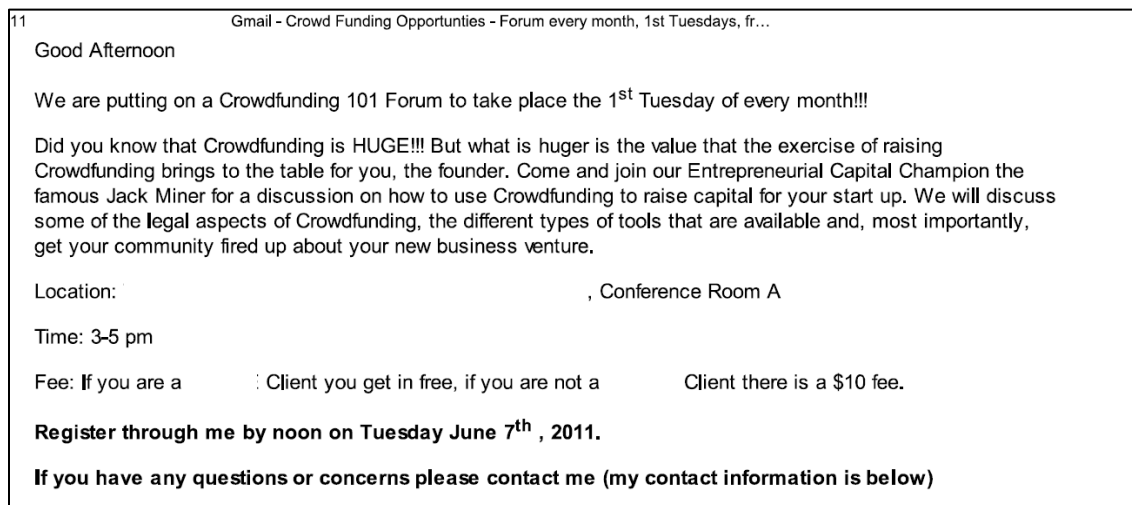 11 Gmail - Crowd Funding Opportunties - Forum every month, 1st Tuesdays, fr...
Good Afternoon
We are putting on a Crowdfunding 101 Forum to take place the 1st Tuesday of every month!!!
Did you know that Crowdfunding is HUGE!!! But what is huger is the value that the exercise of raising
Crowdfunding brings to the table for you, the founder. Come and join our Entrepreneurial Capital Champion the
famous Jack Miner for a discussion on how to use Crowdfunding to raise capital for your start up. We will discuss
some of the legal aspects of Crowdfunding, the different types of tools that are available and, most importantly,
get your community fired up about your new business venture.
Location: , Conference Room A
Time: 3-5 pm
Fee: If you are a Client you get in free, if you are not a Client there is a $10 fee.
Register through me by noon on Tuesday June 7th , 2011.
If you have any questions or concerns please contact me (my contact information is below)